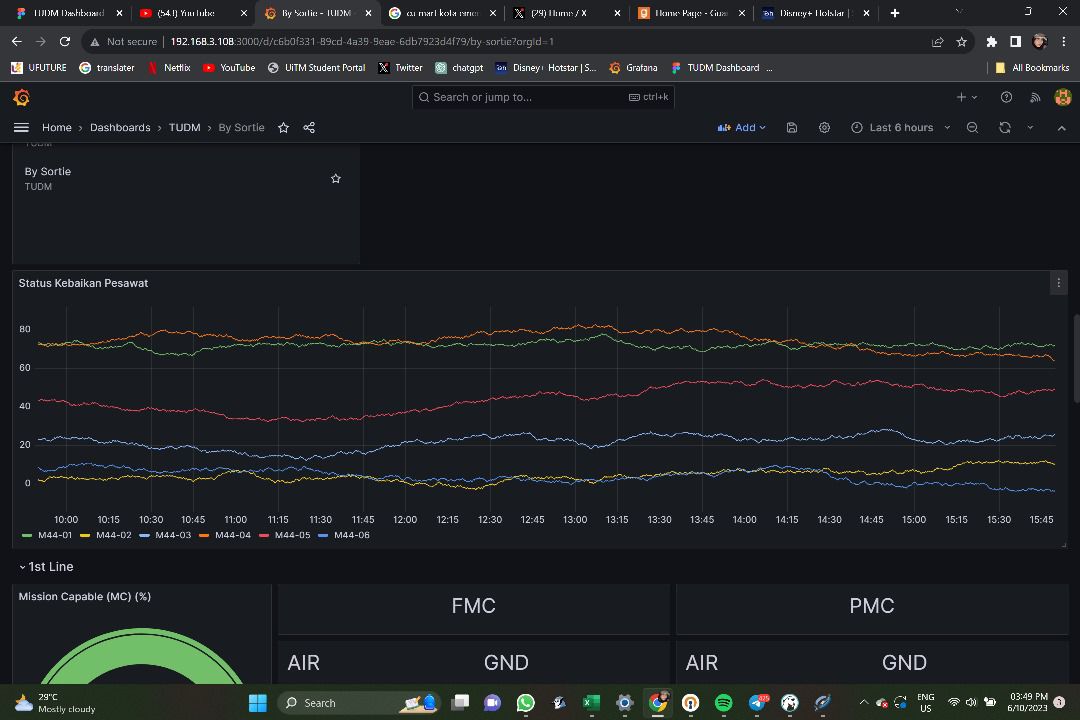 TUDM Dashboard
(543) YouTube
By Sortie - TUDM -
cu mart kota emer
(29) Home / X
Home Page - Gua
Disney+ Hotstar | S
Not secure
192.168.3.108:3000/d/c6b0f331-89cd-4a39-9eae-6db7923d4f79/by-sortie?orgId=1
UFUTURE
translater
Netflix
YouTube
UiTM Student Portal
Twitter
chatgpt
Disney+ Hotstar | S...
Grafana
TUDM Dashboard ...
All Bookmarks
Search or jump to...
ctrl+k
Home › Dashboards › TUDM › By Sortie
Add
Last 6 hours
TUDM
By Sortie
TUDM
Status Kebaikan Pesawat
80
60
40
20
0
10:00 10:15 10:30 10:45 11:00 11:15 11:30 11:45 12:00 12:15 12:30 12:45 13:00 13:15 13:30 13:45 14:00 14:15 14:30 14:45 15:00 15:15 15:30 15:45
M44-01 M44-02 M44-03 M44-04 M44-05 M44-06
1st Line
Mission Capable (MC) (%)
FMC
PMC
AIR
GND
AIR
GND
29°C
Mostly cloudy
Search
ENG
US
03:49 PM
6/10/2023